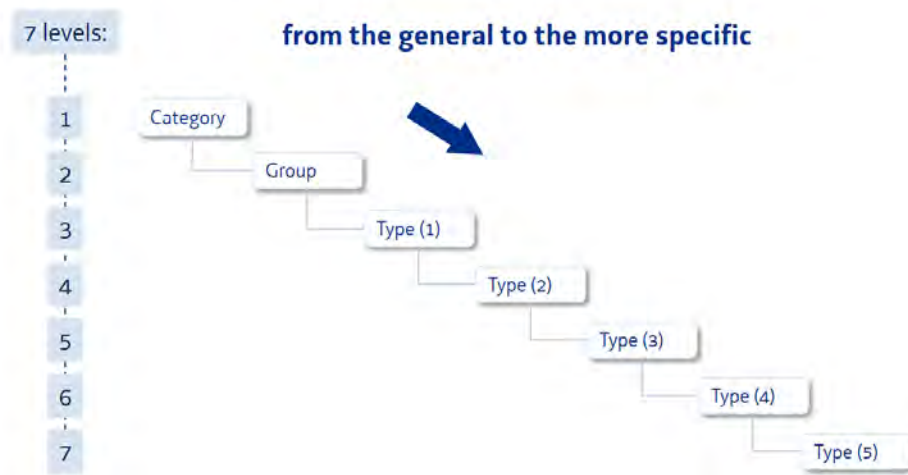 7 levels:
from the general to the more specific
1
Category
2
Group
3
Type (1)
4
Type (2)
5
Type (3)
6
Type (4)
7
Type (5)